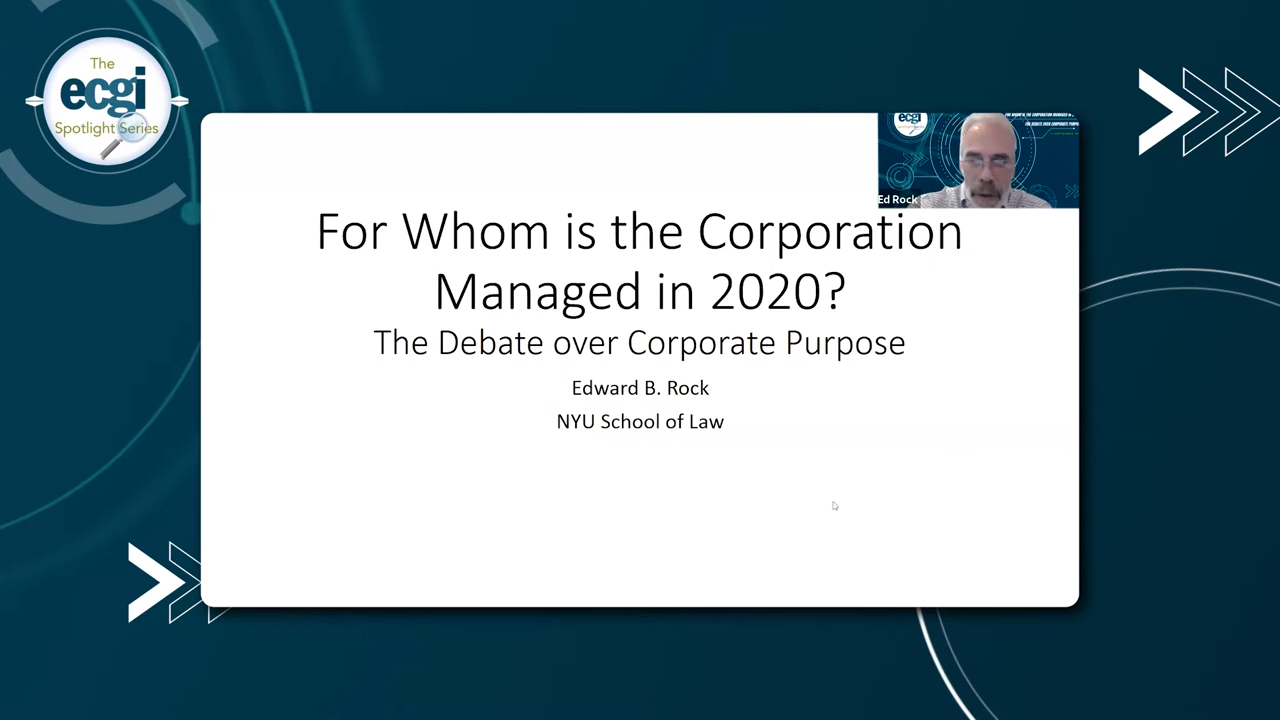 The
ecgi
Spotlight Series
ecgi
Ed Rock
For Whom is the Corporation
Managed in 2020?
The Debate over Corporate Purpose
Edward B. Rock
NYU School of Law